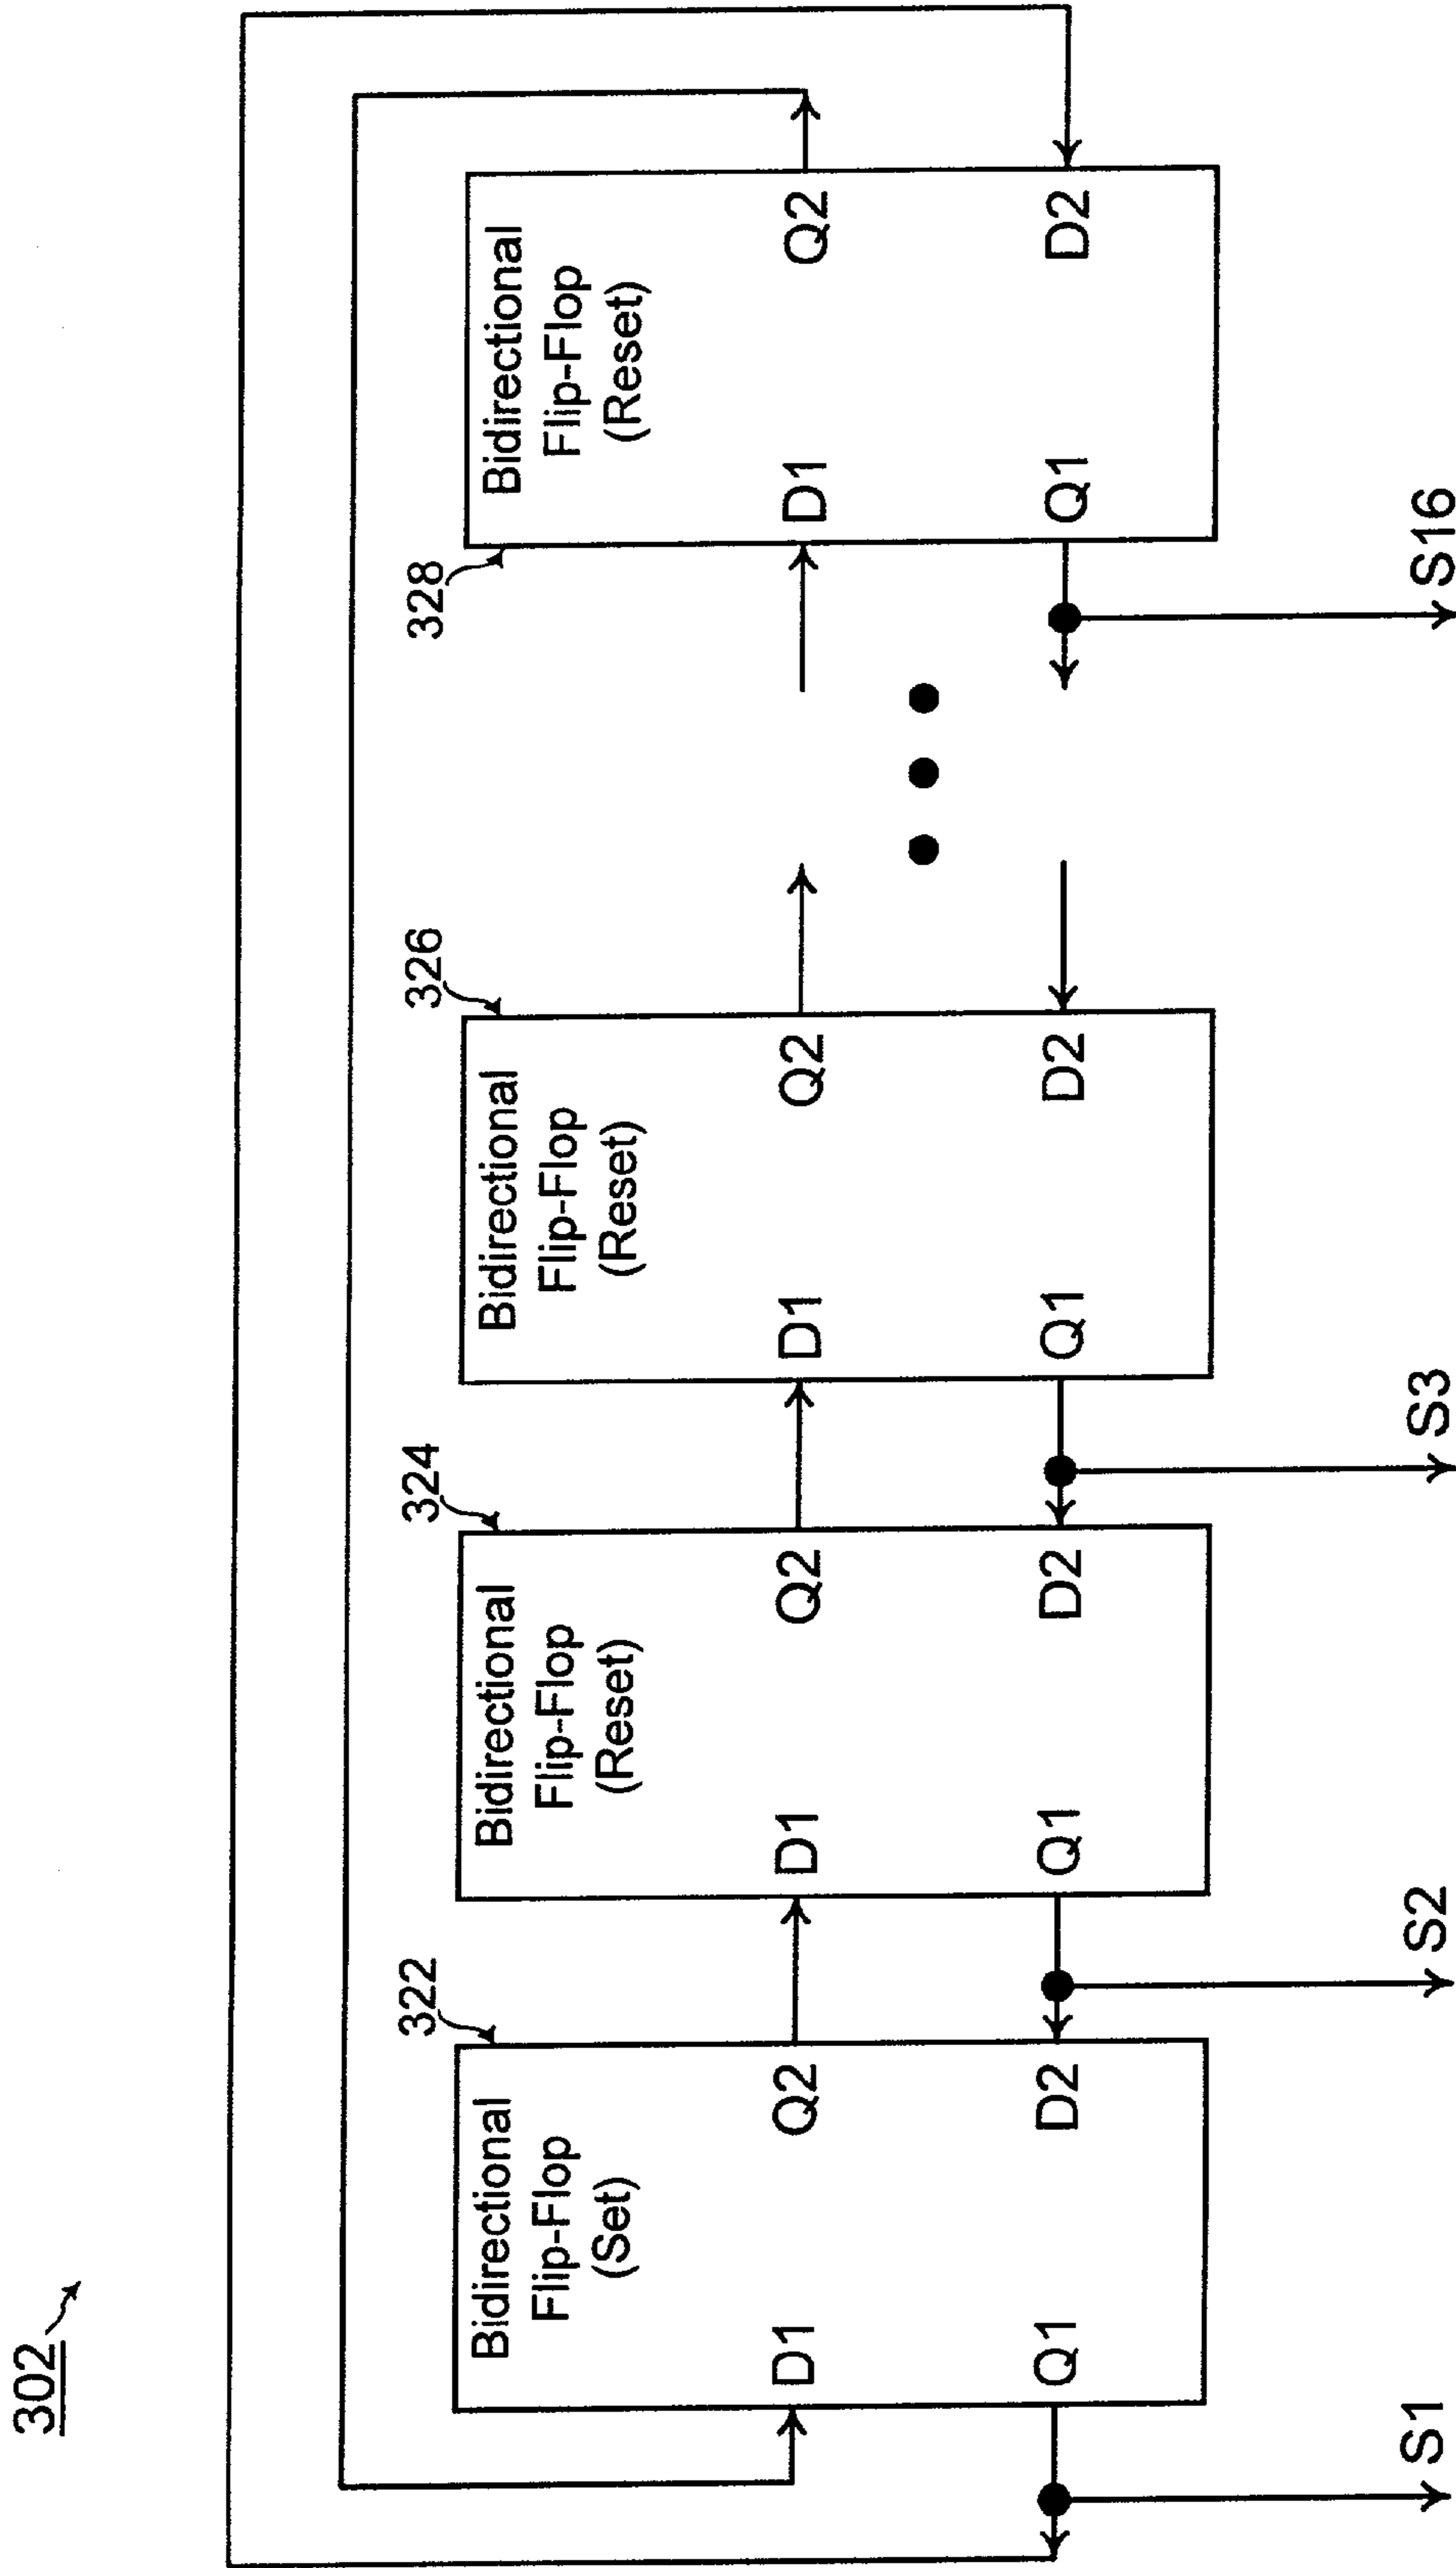 302
322
Bidirectional
Flip-Flop
(Set)
D1
Q2
Q1
D2
324
Bidirectional
Flip-Flop
(Reset)
D1
Q2
Q1
D2
326
Bidirectional
Flip-Flop
(Reset)
D1
Q2
Q1
D2
328
Bidirectional
Flip-Flop
(Reset)
D1
Q2
Q1
D2
S1
S2
S3
S16